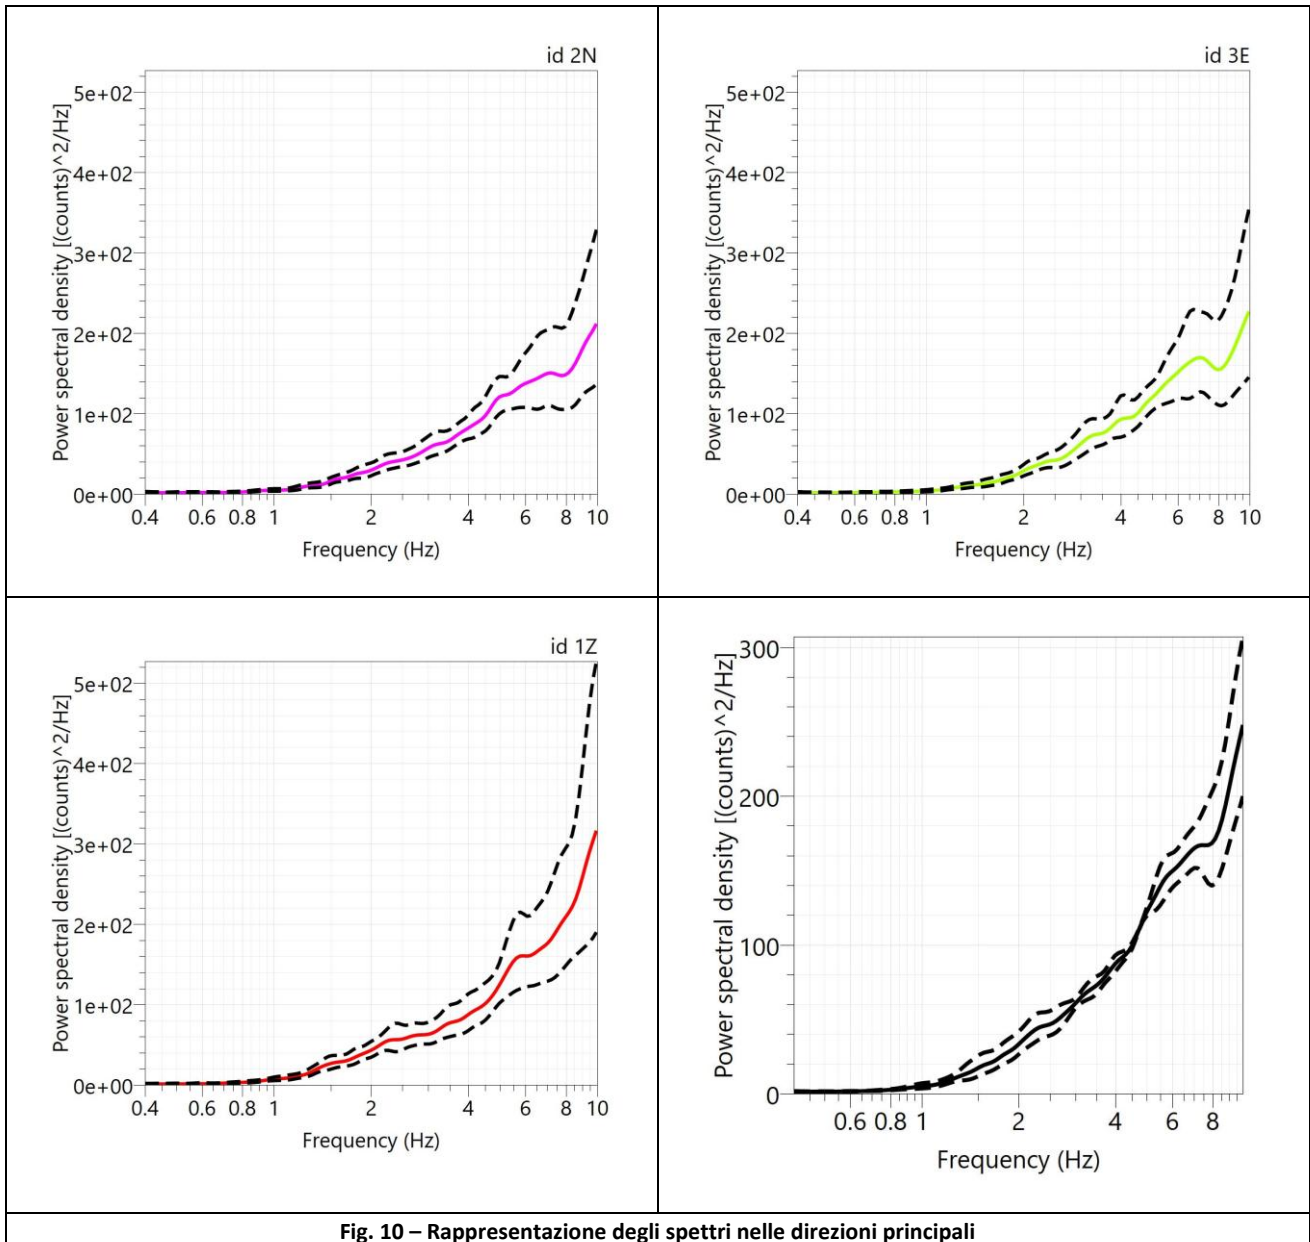 id 2N
Power spectral density [(counts)^2/Hz]
5e+02
4e+02
3e+02
2e+02
1e+02
0e+00
0.4 0.6 0.8 1 2 4 6 8 10
Frequency (Hz)
id 3E
Power spectral density [(counts)^2/Hz]
5e+02
4e+02
3e+02
2e+02
1e+02
0e+00
0.4 0.6 0.8 1 2 4 6 8 10
Frequency (Hz)
id 1Z
Power spectral density [(counts)^2/Hz]
5e+02
4e+02
3e+02
2e+02
1e+02
0e+00
0.4 0.6 0.8 1 2 4 6 8 10
Frequency (Hz)
Power spectral density [(counts)^2/Hz]
300
200
100
0
0.6 0.8 1 2 4 6 8
Frequency (Hz)
Fig. 10 – Rappresentazione degli spettri nelle direzioni principali